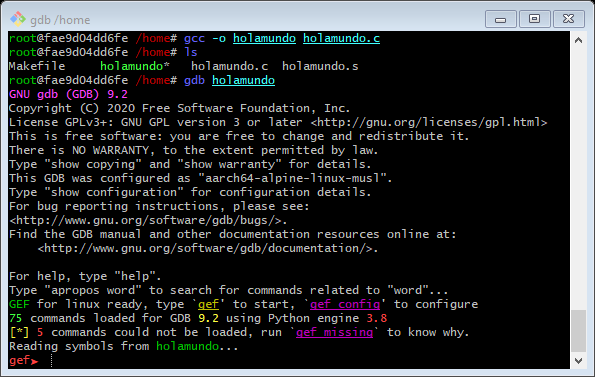 gdb /home
root@fae9d04dd6fe /home# gcc -o holamundo holamundo.c
root@fae9d04dd6fe /home# ls
Makefile     holamundo*   holamundo.c  holamundo.s
root@fae9d04dd6fe /home# gdb holamundo
GNU gdb (GDB) 9.2
Copyright (C) 2020 Free Software Foundation, Inc.
License GPLv3+: GNU GPL version 3 or later <http://gnu.org/licenses/gpl.html>
This is free software: you are free to change and redistribute it.
There is NO WARRANTY, to the extent permitted by law.
Type "show copying" and "show warranty" for details.
This GDB was configured as "aarch64-alpine-linux-musl".
Type "show configuration" for configuration details.
For bug reporting instructions, please see:
<http://www.gnu.org/software/gdb/bugs/>.
Find the GDB manual and other documentation resources online at:
    <http://www.gnu.org/software/gdb/documentation/>.
For help, type "help".
Type "apropos word" to search for commands related to "word"...
GEF for linux ready, type `gef' to start, `gef config' to configure
75 commands loaded for GDB 9.2 using Python engine 3.8
[*] 5 commands could not be loaded, run `gef missing` to know why.
Reading symbols from holamundo...
gef➤